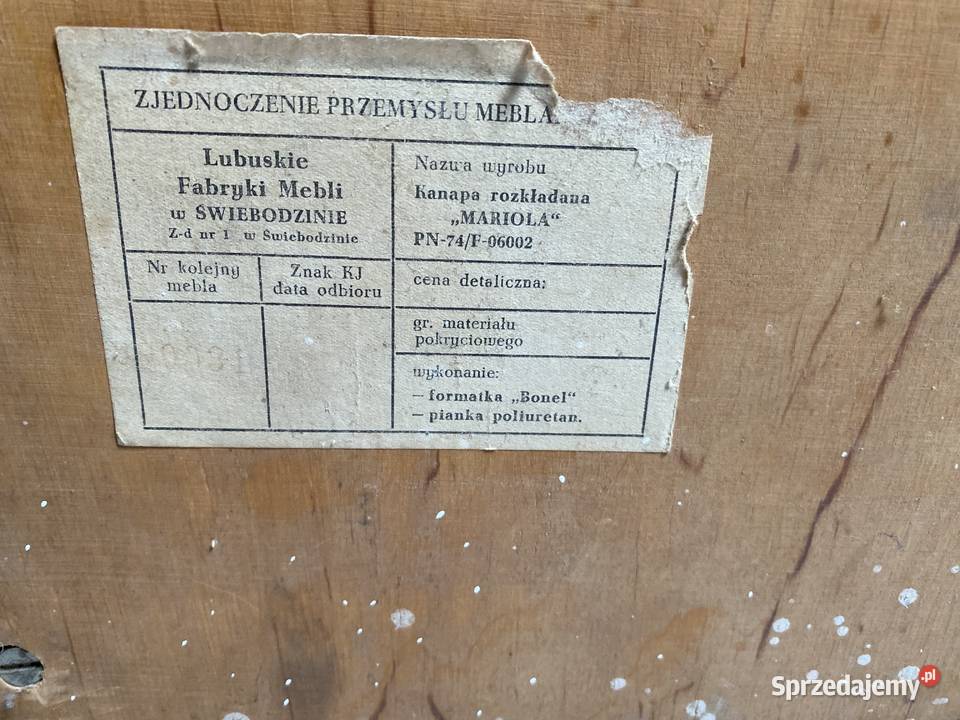 ZJEDNOCZENIE PRZEMYSŁU MEBLA
Lubuskie
Fabryki Mebli
w ŚWIEBODZINIE
Z-d nr 1 w Świebodzinie
Nr kolejny
mebla
Znak KJ
data odbioru
Nazwa wyrobu
Kanapa rozkładana
„MARIOLA“
PN-74/F-06002
cena detaliczna:
gr. materiału
pokryciowego
wykonanie:
— formatka „Bonel“
— pianka poliuretan.
Sprzedajemy.pl